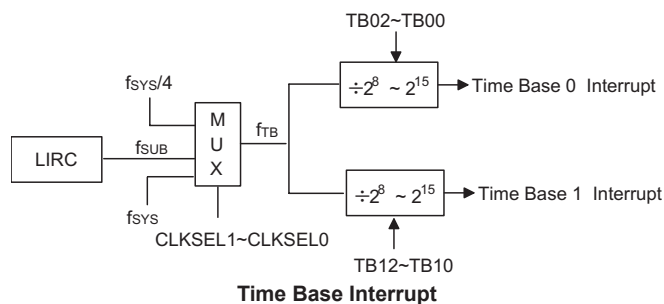 TB02~TB00
÷2⁸ ~ 2¹⁵
Time Base 0 Interrupt
fSYS/4
MUX
fTB
LIRC
fSUB
fSYS
CLKSEL1~CLKSEL0
÷2⁸ ~ 2¹⁵
Time Base 1 Interrupt
TB12~TB10
Time Base Interrupt